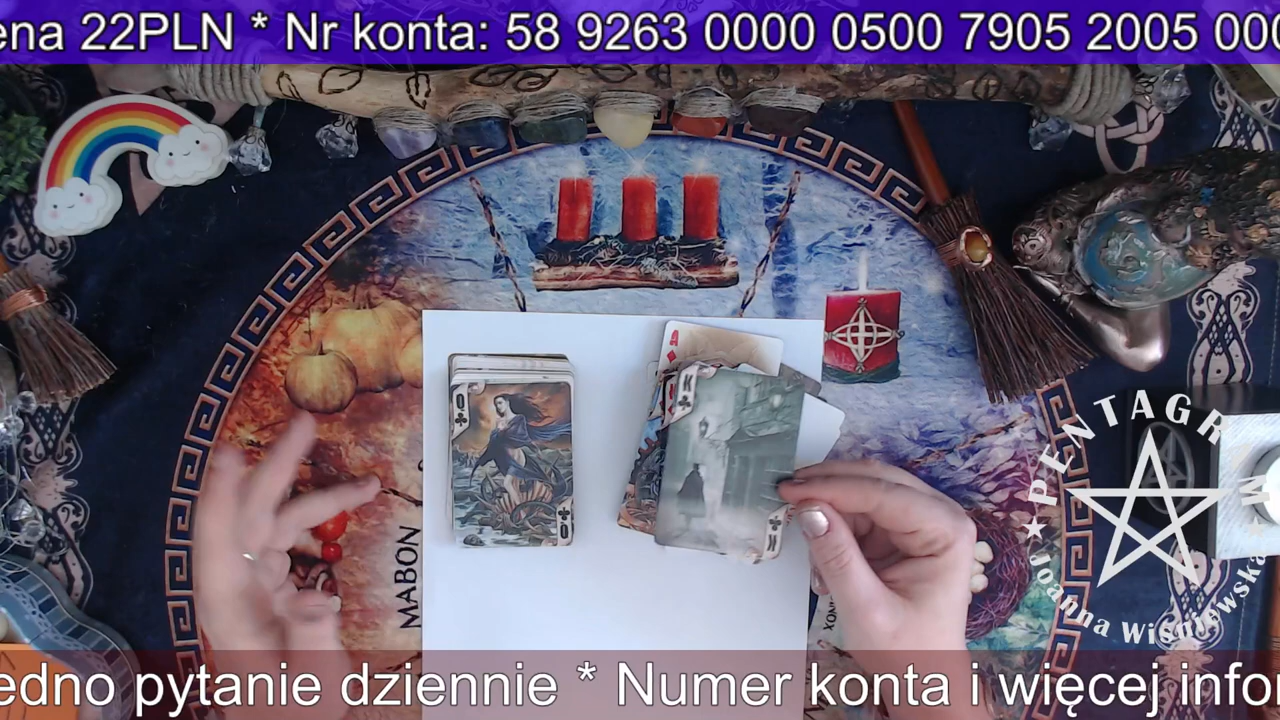 ena 22PLN * Nr konta: 58 9263 0000 0500 7905 2005 000
Q
K
PENTAGR M
Joanna Wiśniewska
MABON
Q
K
edno pytanie dziennie * Numer konta i więcej infor